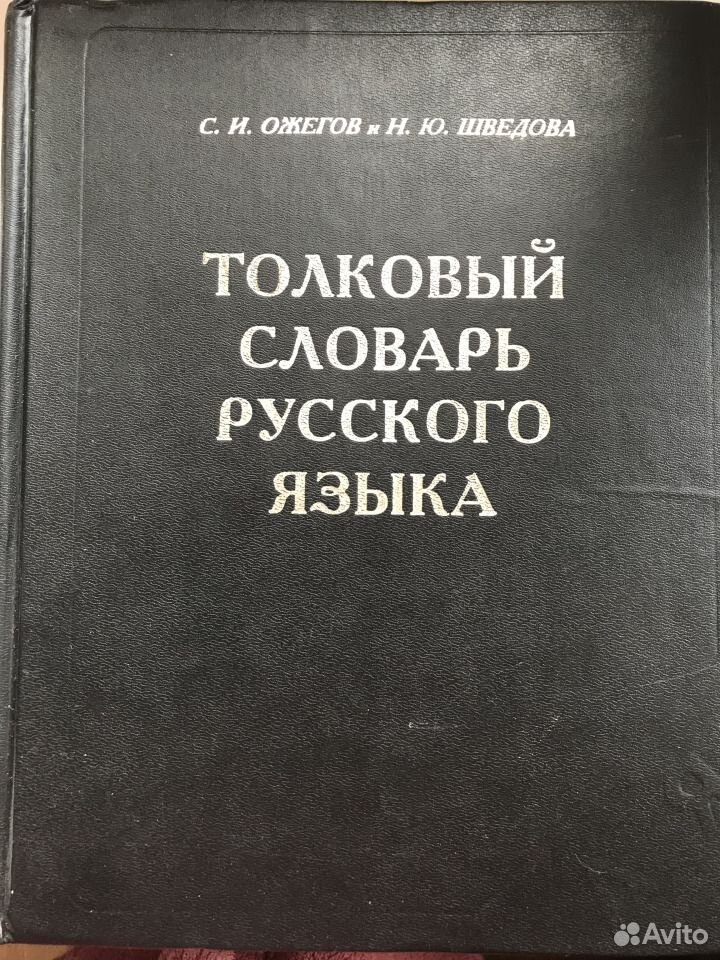 С. И. ОЖЕГОВ и Н. Ю. ШВЕДОВА
ТОЛКОВЫЙ
СЛОВАРЬ
РУССКОГО
ЯЗЫКА
Avito